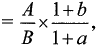 = A/B × (1+b)/(1+a),